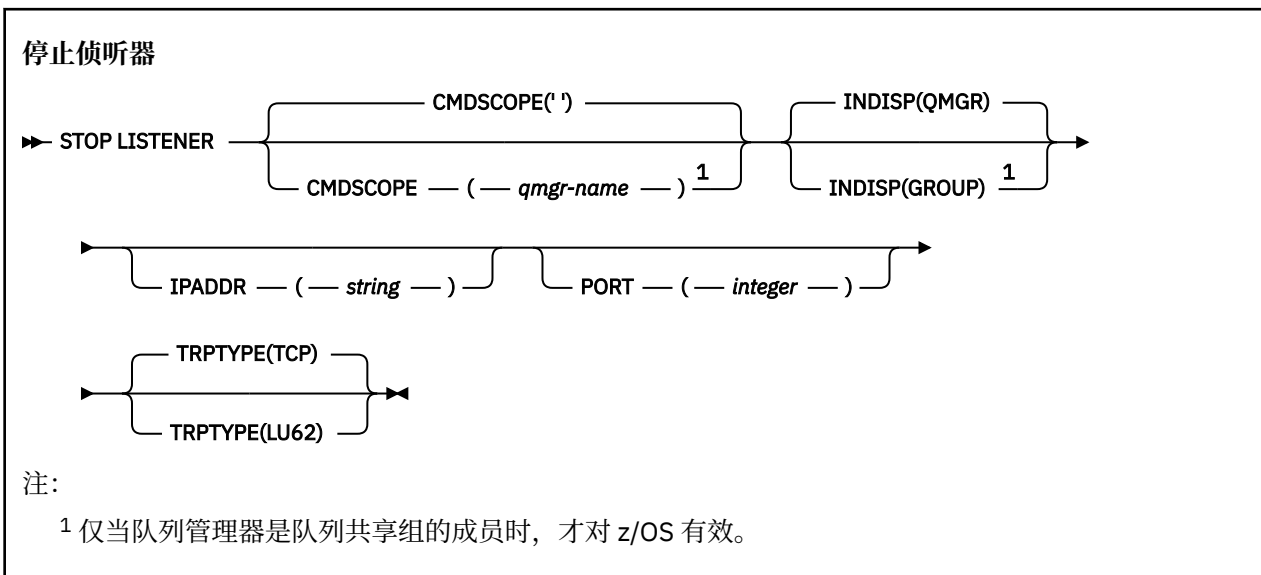 停止侦听器
CMDSCOPE(' ') INDISP(QMGR)
STOP LISTENER
CMDSCOPE ( qmgr-name ) 1 INDISP(GROUP) 1
IPADDR ( string ) PORT ( integer )
TRPTYPE(TCP)
TRPTYPE(LU62)
注：
1 仅当队列管理器是队列共享组的成员时，才对 z/OS 有效。